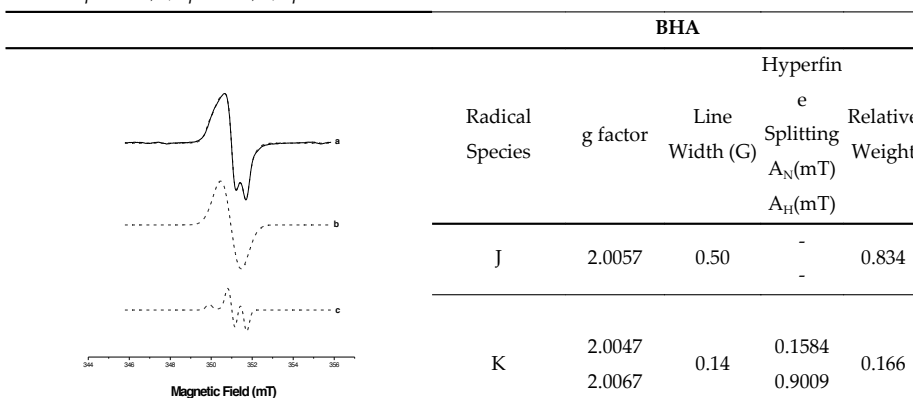 BHA
Radical Species
g factor
Line Width (G)
Hyperfin
e
Splitting
A_N(mT)
A_H(mT)
Relative Weight
a
b
c
344 346 348 350 352 354 356
Magnetic Field (mT)
J 2.0057 0.50 - - 0.834
K 2.0047 2.0067 0.14 0.1584 0.9009 0.166